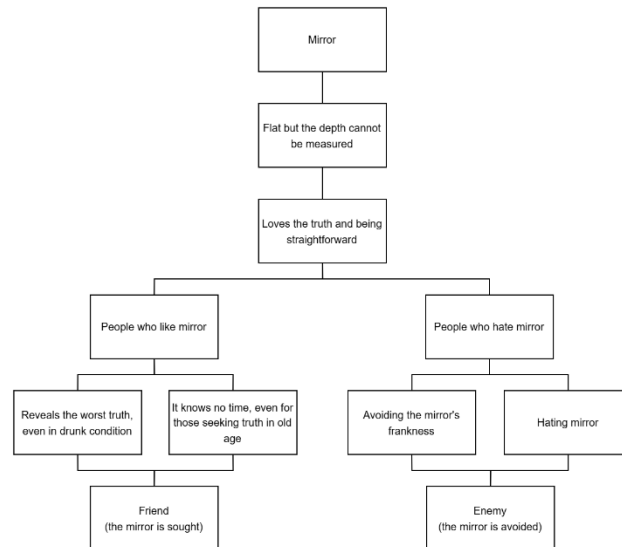 Mirror
Flat but the depth cannot
be measured
Loves the truth and being
straightforward
People who like mirror
People who hate mirror
Reveals the worst truth,
even in drunk condition
It knows no time, even for
those seeking truth in old
age
Avoiding the mirror's
frankness
Hating mirror
Friend
(the mirror is sought)
Enemy
(the mirror is avoided)